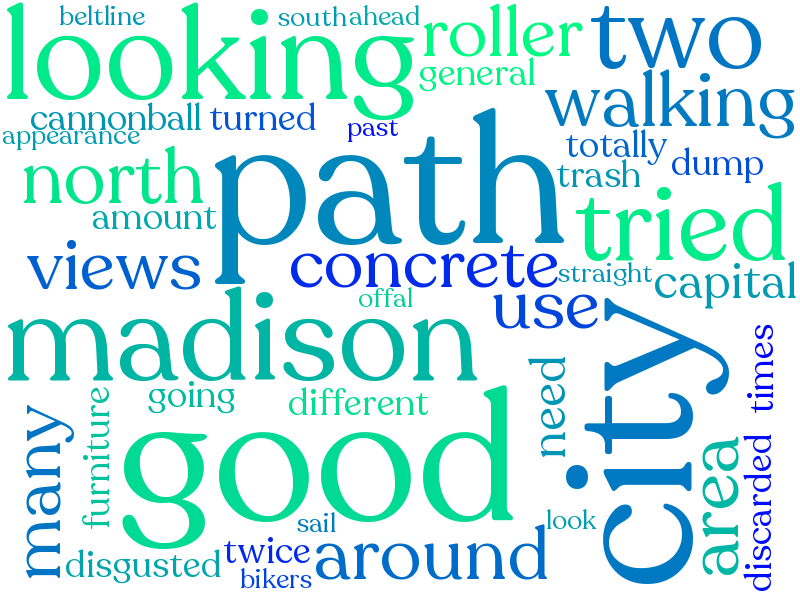 beltline
southahead
looking
roller
two
general
walking
cannonball
turned
appearance
past
totally
dump
path
north
trash
tried
amount
views
concrete
straight
capital
offal
use
madison
city
times
need
going
different
many
furniture
good
area
discarded
look
sail
twice
around
disgusted
bikers